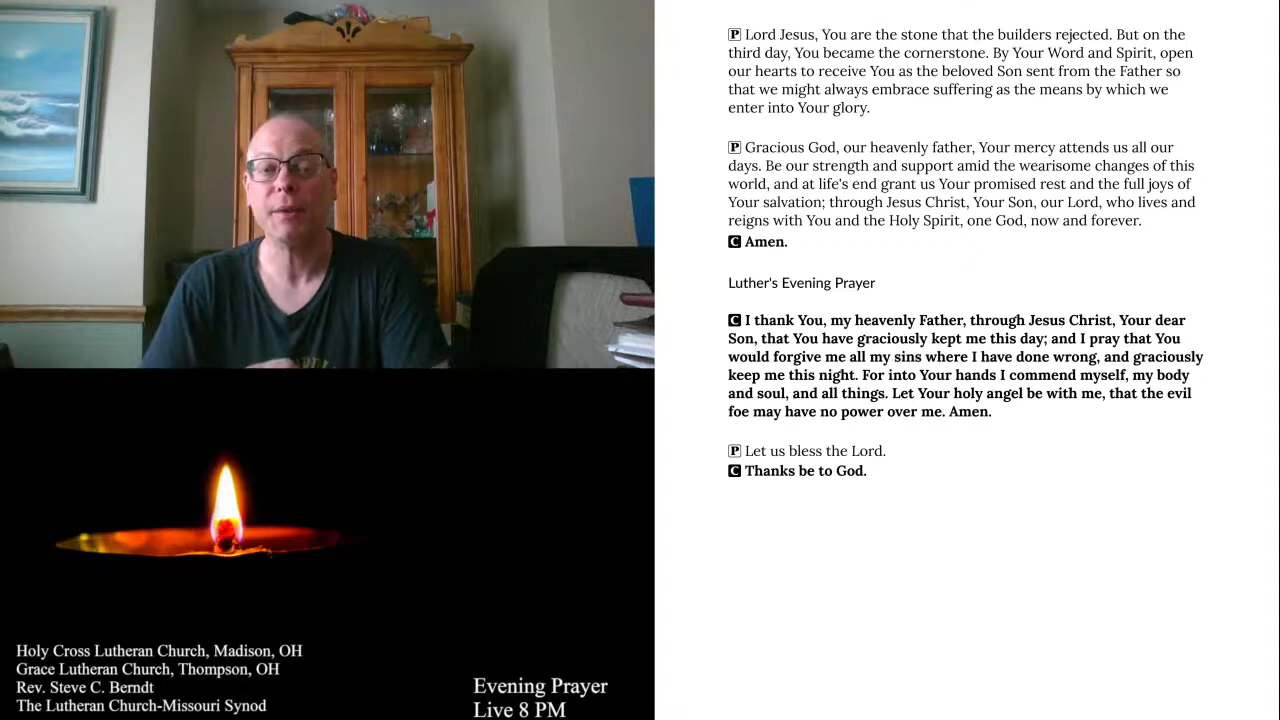 P Lord Jesus, You are the stone that the builders rejected. But on the
third day, You became the cornerstone. By Your Word and Spirit, open
our hearts to receive You as the beloved Son sent from the Father so
that we might always embrace suffering as the means by which we
enter into Your glory.
P Gracious God, our heavenly father, Your mercy attends us all our
days. Be our strength and support amid the wearisome changes of this
world, and at life's end grant us Your promised rest and the full joys of
Your salvation; through Jesus Christ, Your Son, our Lord, who lives and
reigns with You and the Holy Spirit, one God, now and forever.
C Amen.
Luther's Evening Prayer
C I thank You, my heavenly Father, through Jesus Christ, Your dear
Son, that You have graciously kept me this day; and I pray that You
would forgive me all my sins where I have done wrong, and graciously
keep me this night. For into Your hands I commend myself, my body
and soul, and all things. Let Your holy angel be with me, that the evil
foe may have no power over me. Amen.
P Let us bless the Lord.
C Thanks be to God.
Holy Cross Lutheran Church, Madison, OH
Grace Lutheran Church, Thompson, OH
Rev. Steve C. Berndt
The Lutheran Church-Missouri Synod
Evening Prayer
Live 8 PM